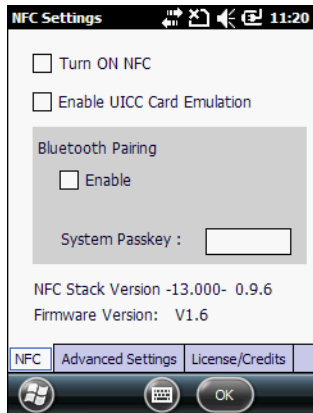 NFC Settings 11:20
Turn ON NFC
Enable UICC Card Emulation
Bluetooth Pairing
Enable
System Passkey :
NFC Stack Version -13.000- 0.9.6
Firmware Version: V1.6
NFC Advanced Settings License/Credits
OK